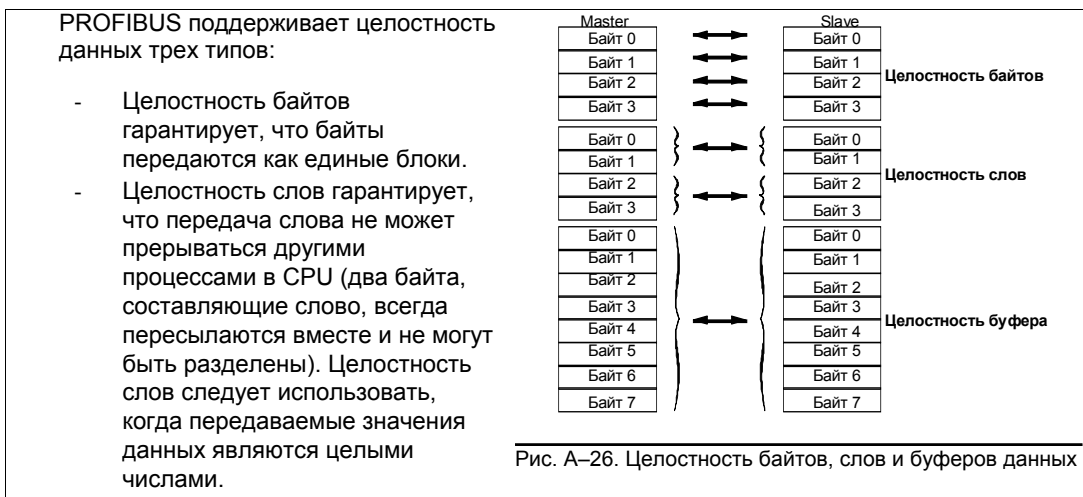 PROFIBUS поддерживает целостность
данных трех типов:
- Целостность байтов
гарантирует, что байты
передаются как единые блоки.
- Целостность слов гарантирует,
что передача слова не может
прерываться другими
процессами в CPU (два байта,
составляющие слово, всегда
пересылаются вместе и не могут
быть разделены). Целостность
слов следует использовать,
когда передаваемые значения
данных являются целыми
числами.
Master Slave
Байт 0 Байт 0
Байт 1 Байт 1
Байт 2 Байт 2
Байт 3 Байт 3
Целостность байтов
Байт 0 Байт 0
Байт 1 Байт 1
Байт 2 Байт 2
Байт 3 Байт 3
Целостность слов
Байт 0 Байт 0
Байт 1 Байт 1
Байт 2 Байт 2
Байт 3 Байт 3
Байт 4 Байт 4
Байт 5 Байт 5
Байт 6 Байт 6
Байт 7 Байт 7
Целостность буфера
Рис. A–26. Целостность байтов, слов и буферов данных